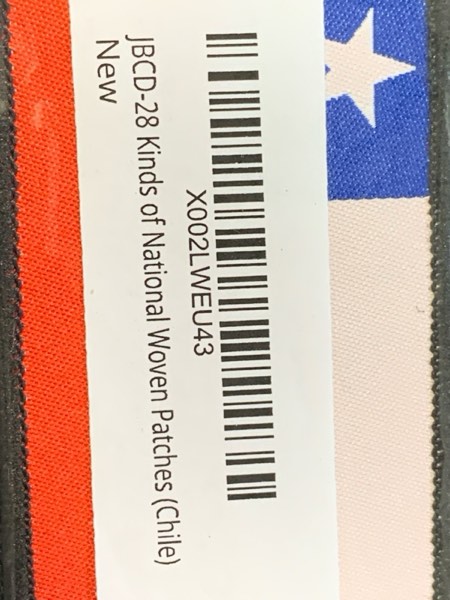 X002LWEU43
JBCD-28 Kinds of National Woven Patches (Chile)
New